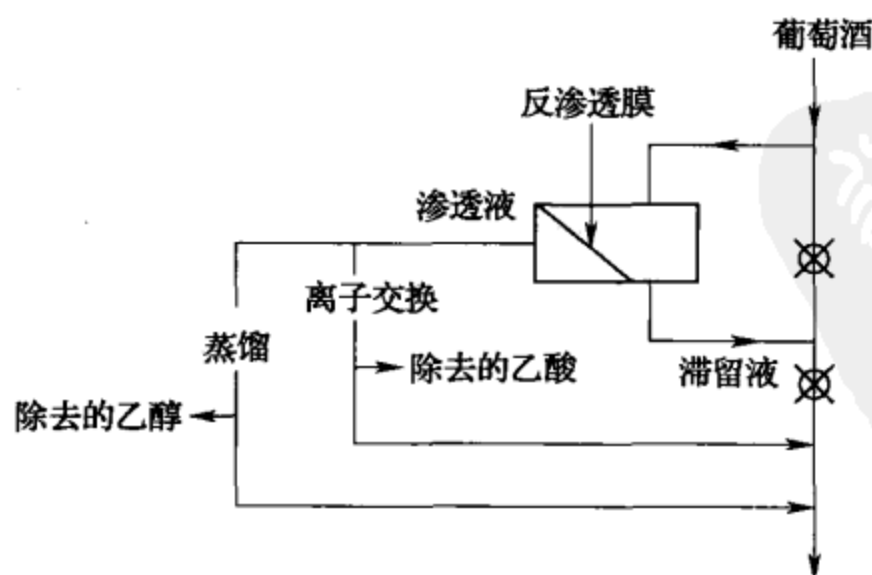 葡萄酒
反渗透膜
渗透液
离子交换
蒸馏
除去的乙酸
滞留液
除去的乙醇